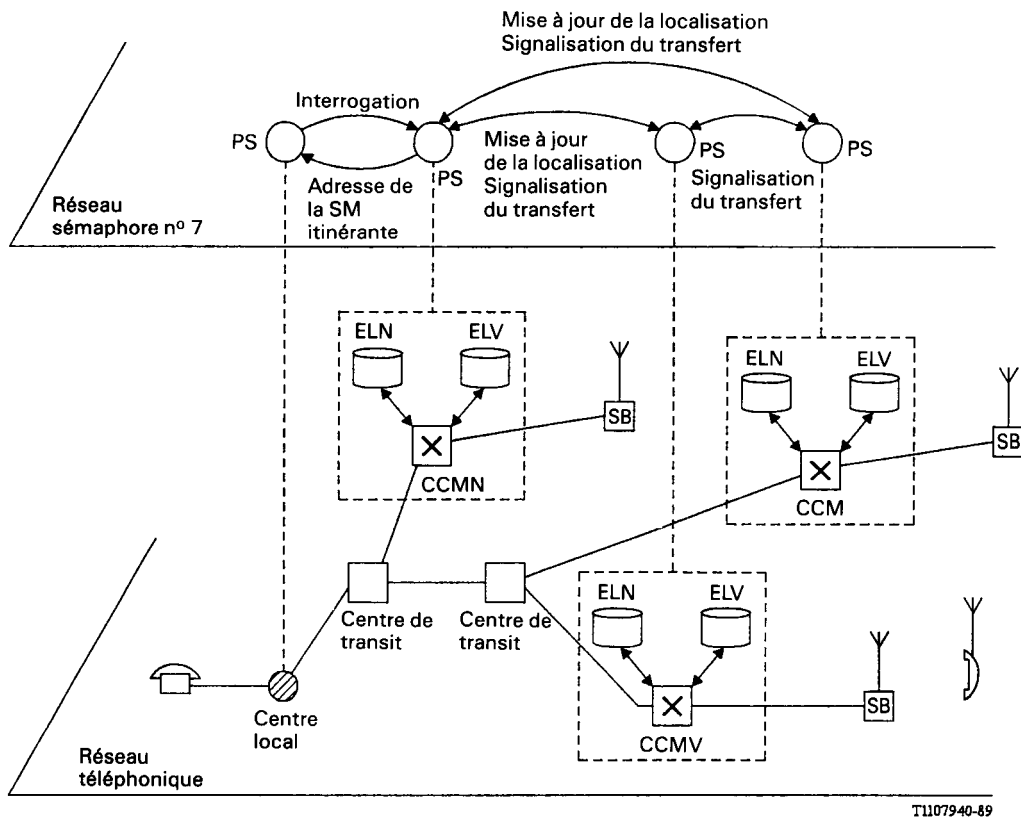 Mise à jour de la localisation
Signalisation du transfert
Interrogation
PS
PS
PS
PS
Mise à jour
de la localisation
Signalisation
du transfert
Signalisation
du transfert
Adresse de
la SM
itinérante
Réseau
sémaphore nº 7
ELN
ELV
SB
CCMN
ELN
ELV
SB
CCM
Centre de
transit
Centre de
transit
ELN
ELV
SB
CCMV
Centre
local
Réseau
téléphonique
T1107940-89